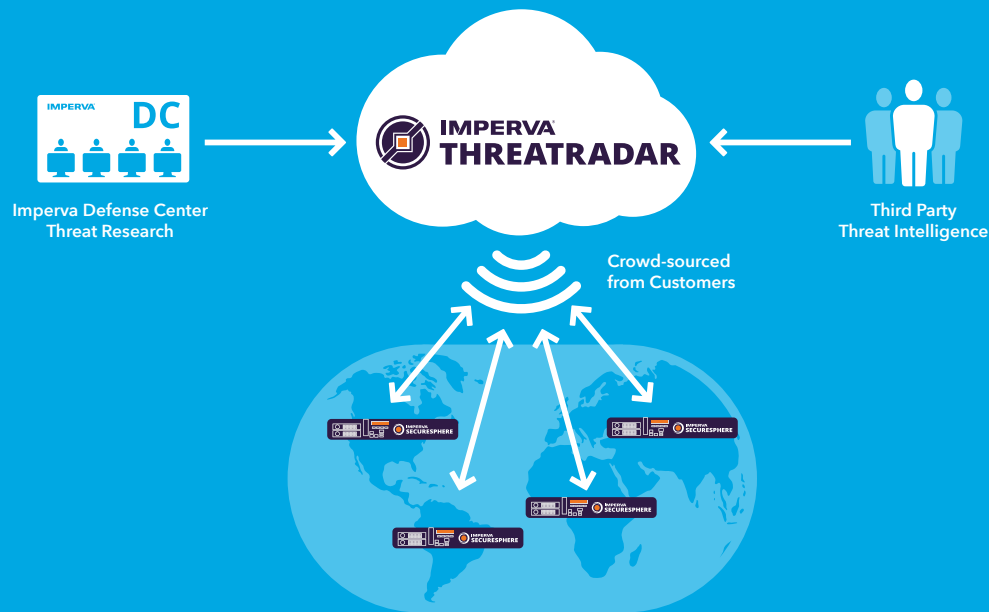 IMPERVA
DC
IMPERVA
THREATRADAR
Imperva Defense Center
Threat Research
Third Party
Threat Intelligence
Crowd-sourced
from Customers
IMPERVA
SECURESPHERE
IMPERVA
SECURESPHERE
IMPERVA
SECURESPHERE
IMPERVA
SECURESPHERE